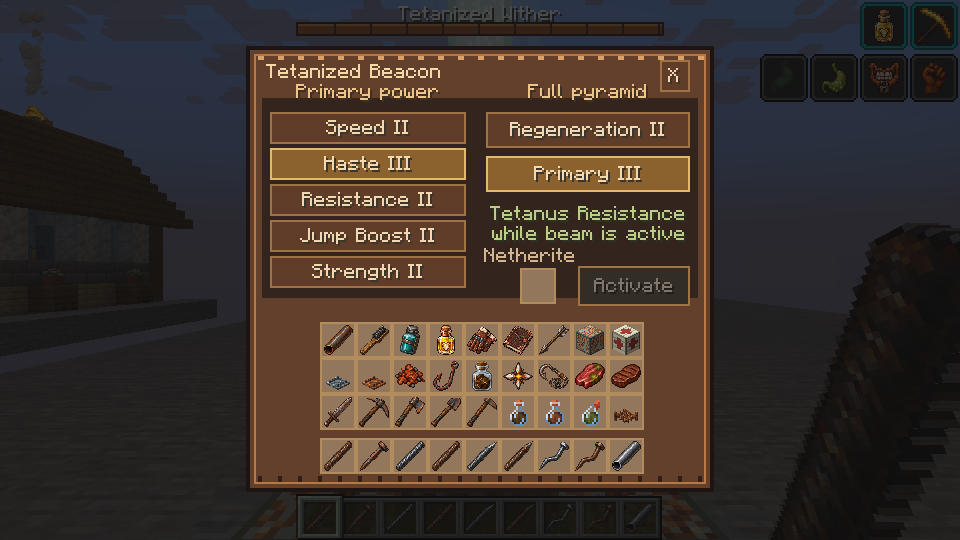 Tetanized Wither
Tetanized Beacon
X
Primary power
Full pyramid
Speed II
Regeneration II
Haste III
Primary III
Resistance II
Tetanus Resistance
while beam is active
Jump Boost II
Netherite
Strength II
Activate